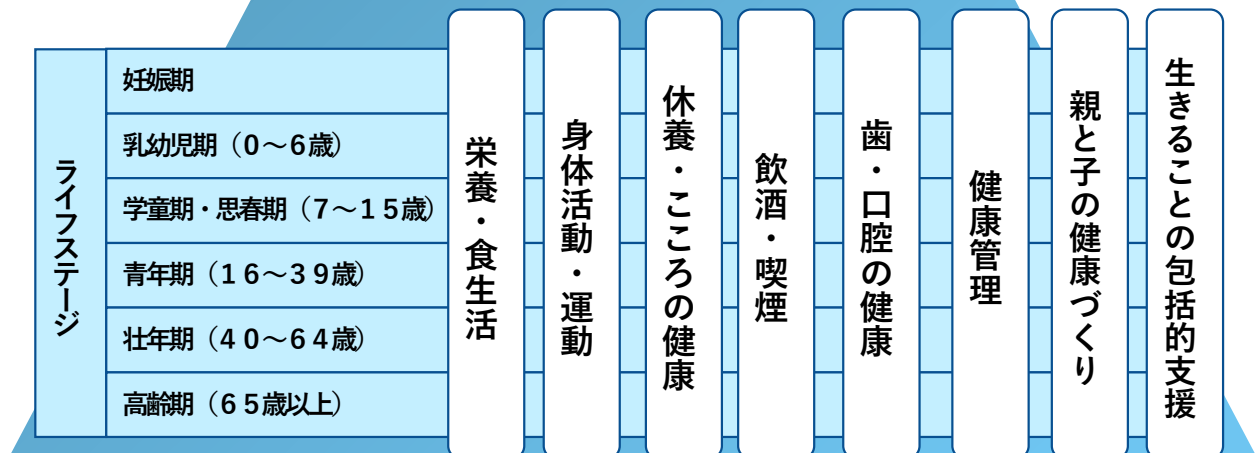 ライフステージ
妊娠期
乳幼児期（０～６歳）
学童期・思春期（７～１５歳）
青年期（１６～３９歳）
壮年期（４０～６４歳）
高齢期（６５歳以上）
栄養・食生活
身体活動・運動
休養・こころの健康
飲酒・喫煙
歯・口腔の健康
健康管理
親と子の健康づくり
生きることの包括的支援